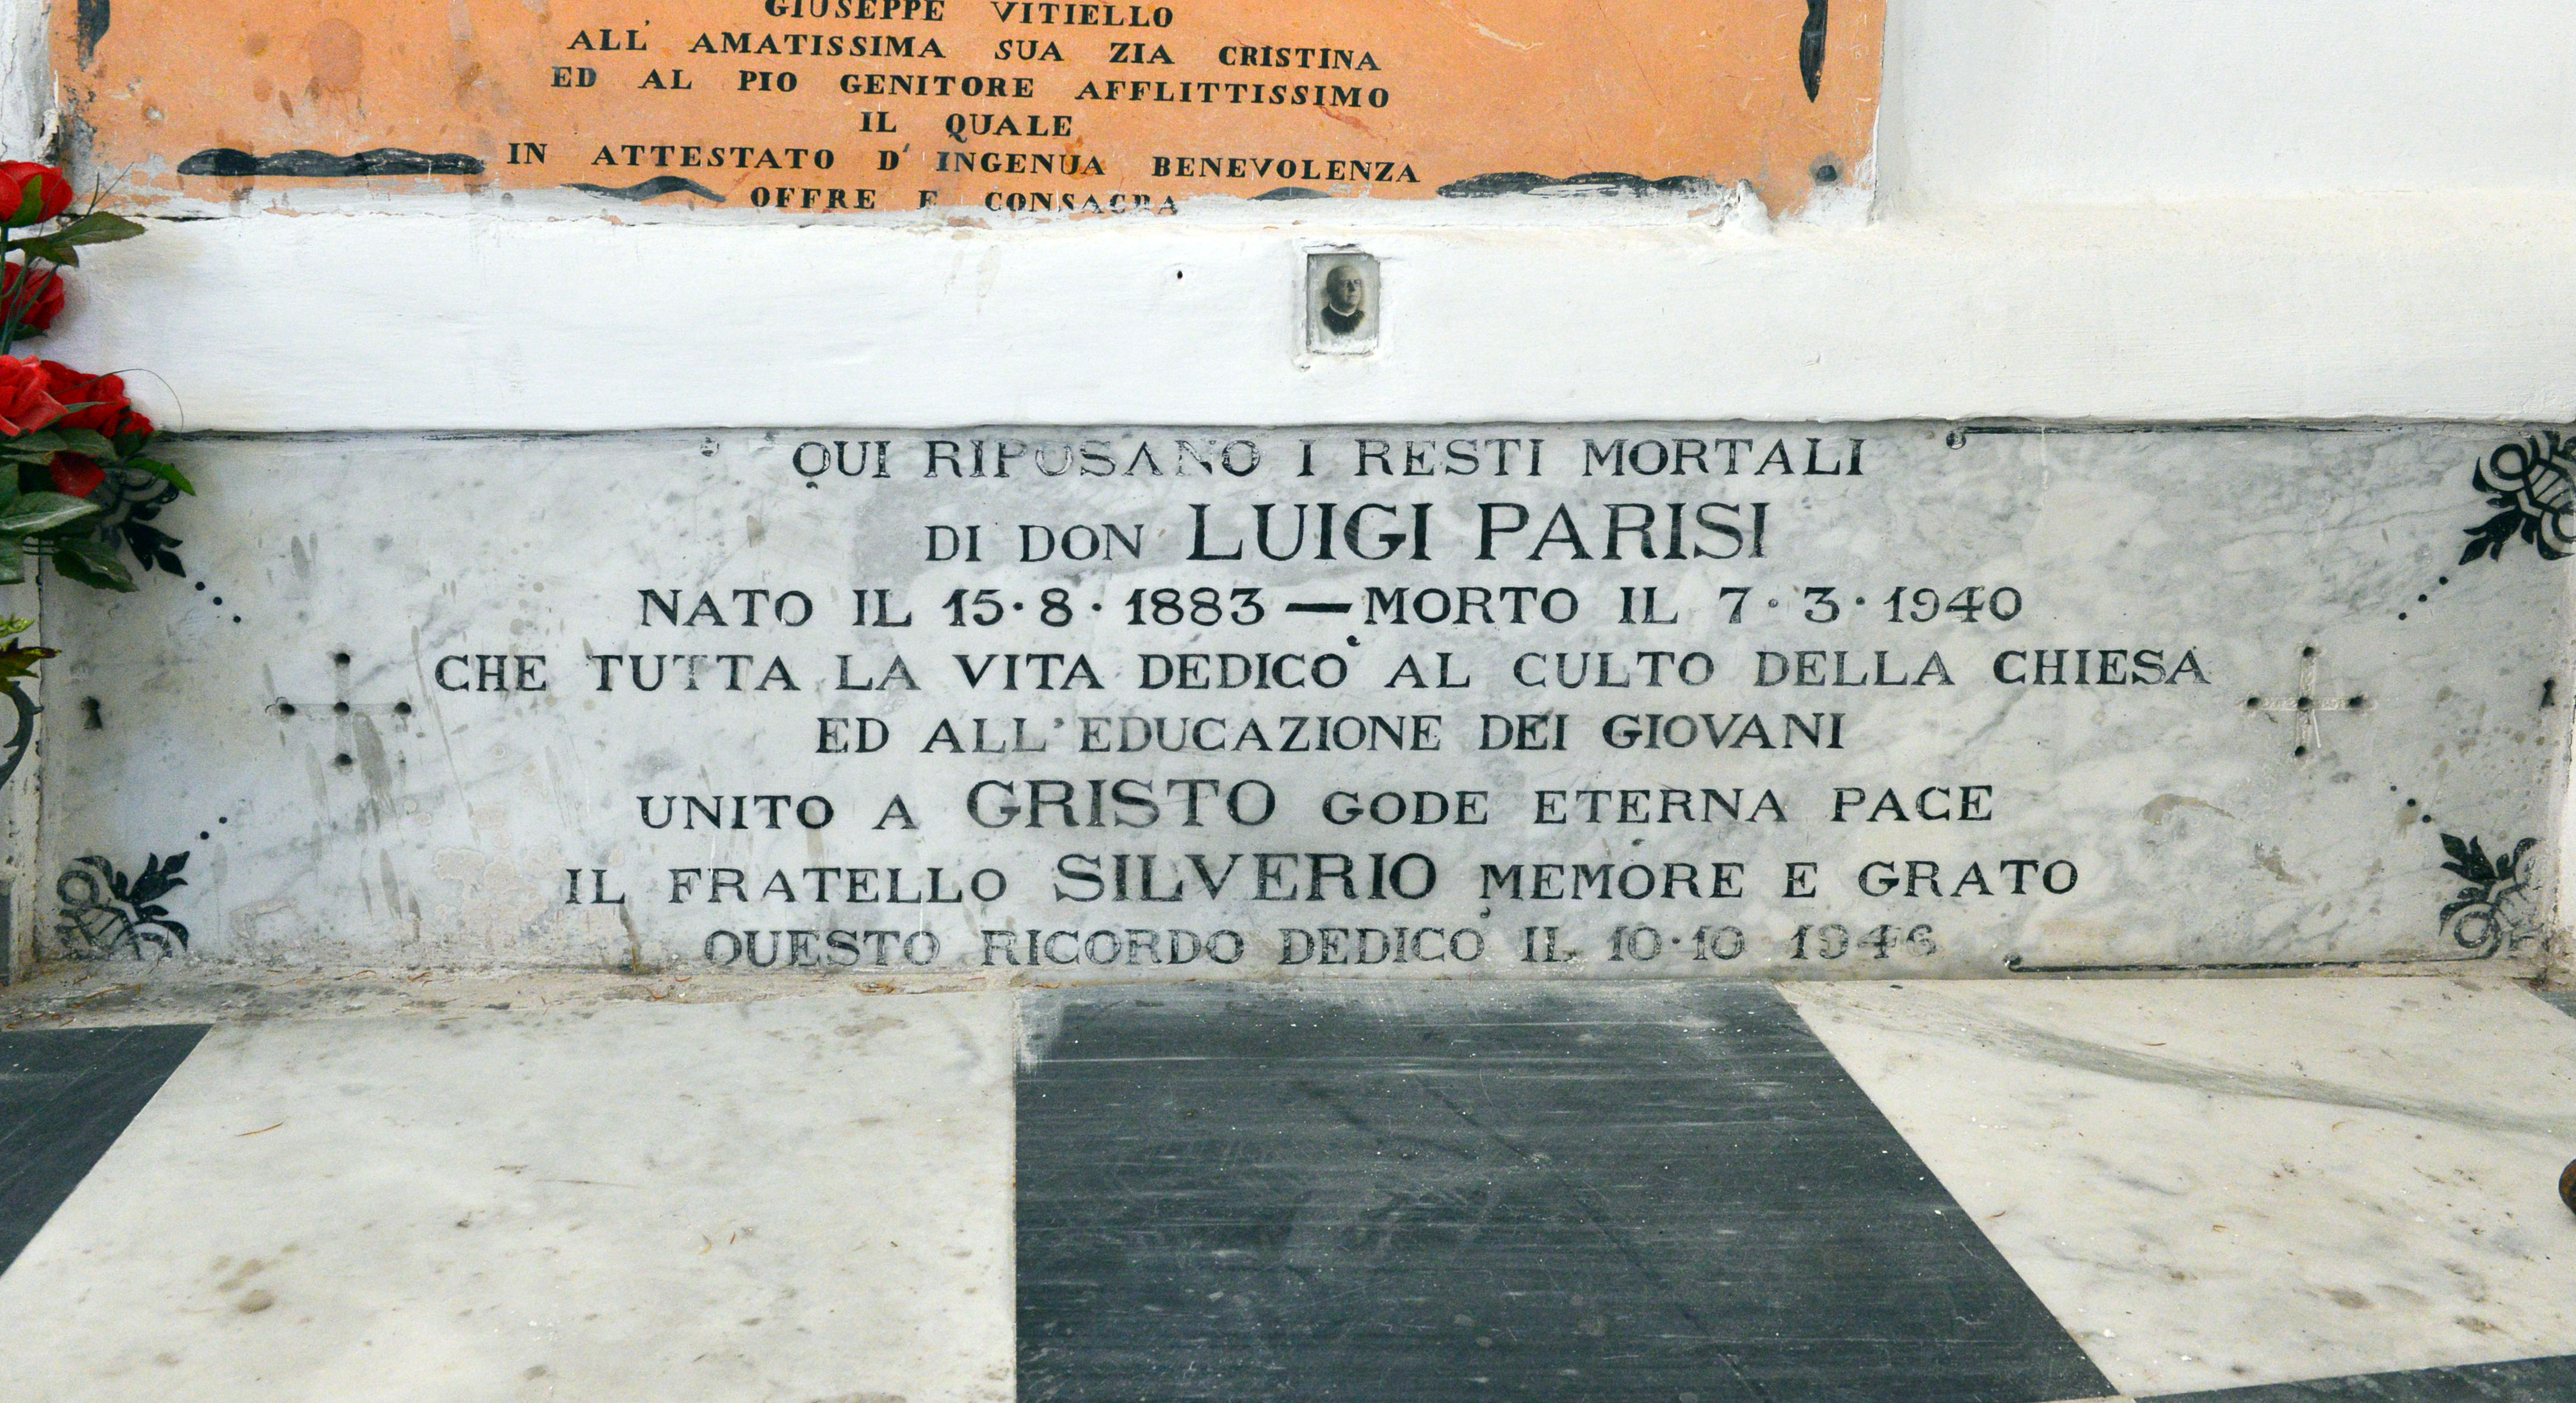 GIUSEPPE VITIELLO
ALL' AMATISSIMA SUA ZIA CRISTINA
ED AL PIO GENITORE AFFLITTISSIMO
IL QUALE
IN ATTESTATO D' INGENUA BENEVOLENZA
OFFRE E CONSACRA
QUI RIPOSANO I RESTI MORTALI
DI DON LUIGI PARISI
NATO IL 15·8·1883 — MORTO IL 7·3·1940
CHE TUTTA LA VITA DEDICO' AL CULTO DELLA CHIESA
ED ALL'EDUCAZIONE DEI GIOVANI
UNITO A GRISTO GODE ETERNA PACE
IL FRATELLO SILVERIO MEMORE E GRATO
QUESTO RICORDO DEDICO' IL 10·10 1946